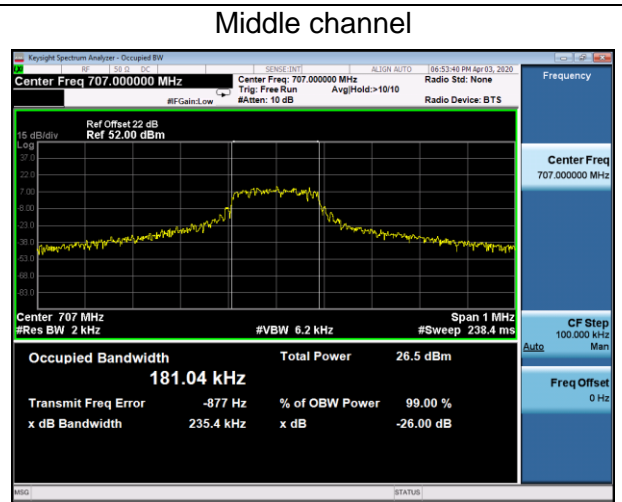 Middle channel
Keysight Spectrum Analyzer - Occupied BW
RF 50 Ω DC SENSE:INT ALIGN AUTO 06:53:40 PM Apr 03, 2020
Center Freq 707.000000 MHz
Center Freq: 707.000000 MHz Radio Std: None
Trig: Free Run Avg|Hold:>10/10
#IFGain:Low #Atten: 10 dB Radio Device: BTS
Frequency
Ref Offset 22 dB
15 dB/div Ref 52.00 dBm
Log
37.0
22.0
7.00
-8.00
-23.0
-38.0
-53.0
-68.0
-83.0
Center 707 MHz Span 1 MHz
#Res BW 2 kHz #VBW 6.2 kHz #Sweep 238.4 ms
Occupied Bandwidth Total Power 26.5 dBm
181.04 kHz
Transmit Freq Error -877 Hz % of OBW Power 99.00 %
x dB Bandwidth 235.4 kHz x dB -26.00 dB
Center Freq
707.000000 MHz
CF Step
100.000 kHz
Auto Man
Freq Offset
0 Hz
MSG STATUS